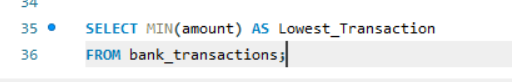 34
35 SELECT MIN(amount) AS Lowest_Transaction
36 FROM bank_transactions;